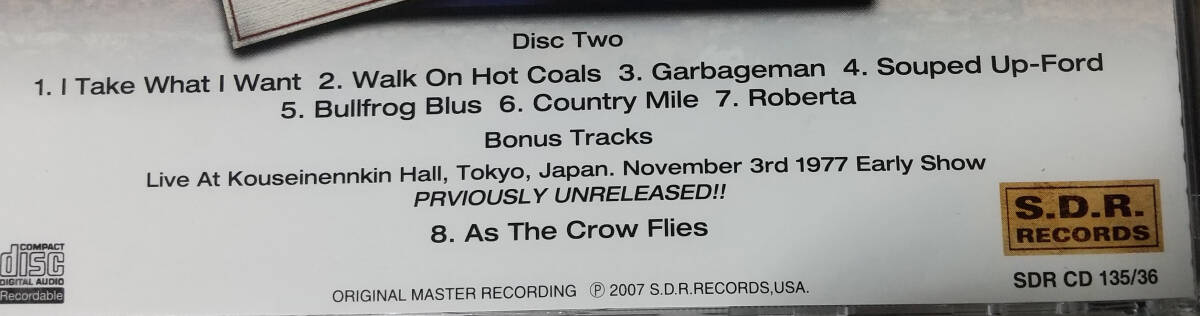 Disc Two
1. I Take What I Want 2. Walk On Hot Coals 3. Garbageman 4. Souped Up-Ford
5. Bullfrog Blus 6. Country Mile 7. Roberta
Bonus Tracks
Live At Kouseinennkin Hall, Tokyo, Japan. November 3rd 1977 Early Show
PRVIOUSLY UNRELEASED!!
8. As The Crow Flies
S.D.R.
RECORDS
COMPACT
disc
DIGITAL AUDIO
Recordable
ORIGINAL MASTER RECORDING Ⓟ 2007 S.D.R.RECORDS,USA.
SDR CD 135/36